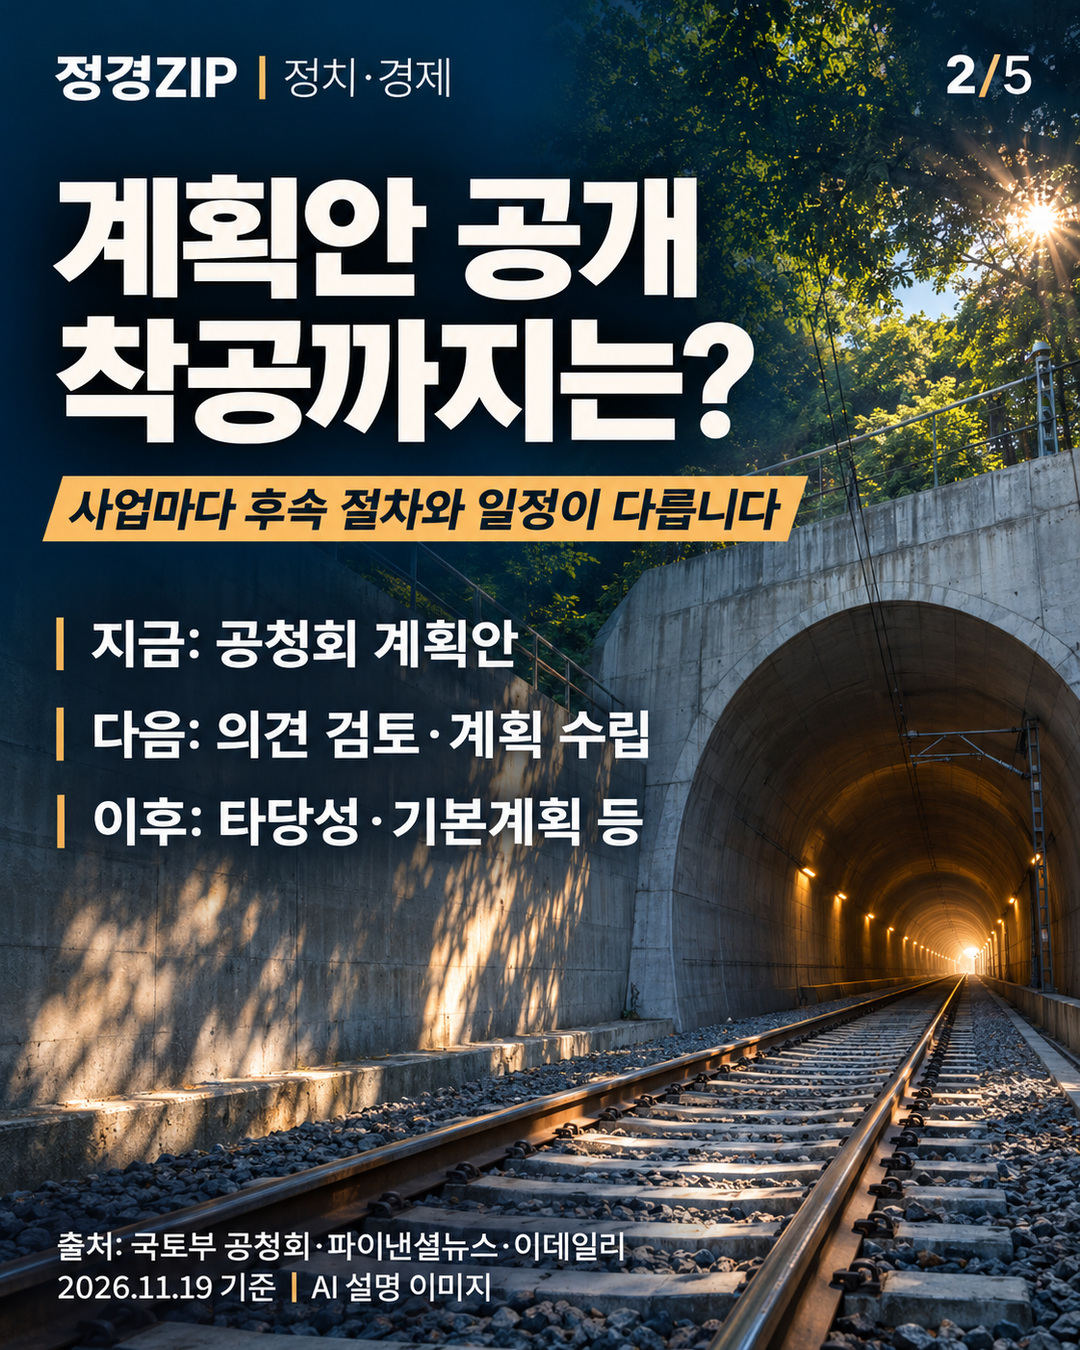 정경ZIP | 정치·경제
2/5
계획안 공개
착공까지는?
사업마다 후속 절차와 일정이 다릅니다
지금: 공청회 계획안
다음: 의견 검토·계획 수립
이후: 타당성·기본계획 등
출처: 국토부 공청회·파이낸셜뉴스·이데일리
2026.11.19 기준 | AI 설명 이미지